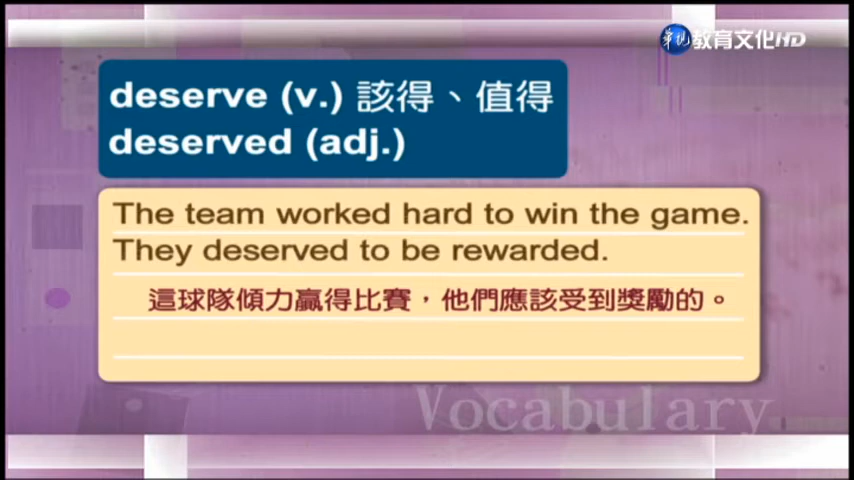 華視教育文化HD
deserve (v.) 該得、值得
deserved (adj.)
The team worked hard to win the game.
They deserved to be rewarded.
這球隊傾力贏得比賽，他們應該受到獎勵的。
Vocabulary